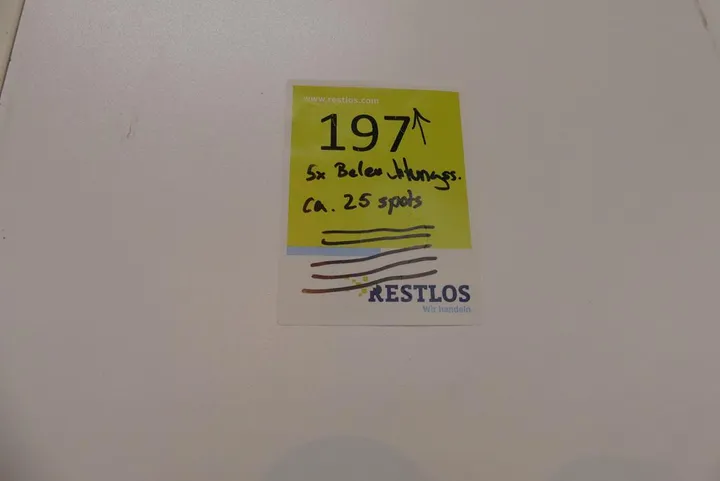 www.restlos.com
197
5x Beleuchtungs.
ca. 25 spots
RESTLOS
Wir handeln